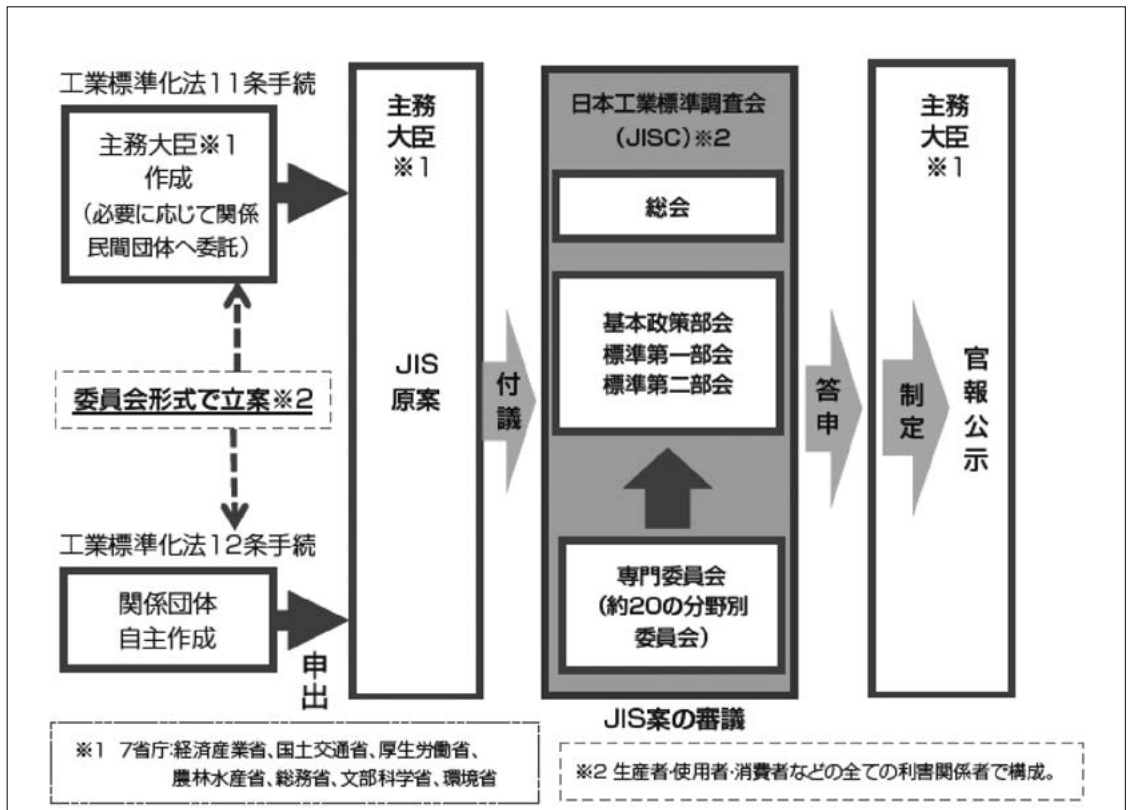 工業標準化法11条手続
主務大臣※1
作成
（必要に応じて関係
民間団体へ委託）
委員会形式で立案※2
工業標準化法12条手続
関係団体
自主作成
申出
主務
大臣
※1
JIS
原案
付議
日本工業標準調査会
（JISC）※2
総会
基本政策部会
標準第一部会
標準第二部会
専門委員会
（約20の分野別
委員会）
JIS案の審議
答申
主務
大臣
※1
制定
官報公示
※1　7省庁：経済産業省、国土交通省、厚生労働省、
農林水産省、総務省、文部科学省、環境省
※2 生産者・使用者・消費者などの全ての利害関係者で構成。